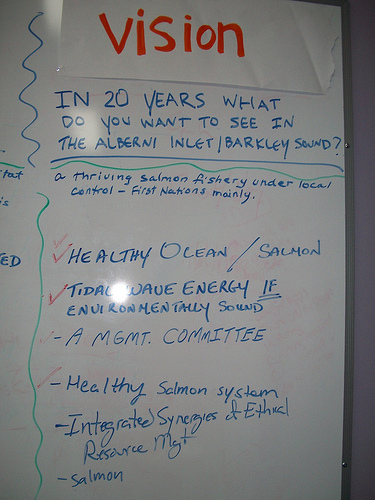 Vision
IN 20 YEARS WHAT
DO YOU WANT TO SEE IN
THE ALBERNI INLET/BARKLEY SOUND?
a thriving salmon fishery under local
control - First Nations mainly.
HEALTHY OCEAN / SALMON
TIDAL WAVE ENERGY IF
ENVIRONMENTALLY SOUND
- A MGMT. COMMITTEE
- Healthy Salmon system
- Integrated Synergies & Ethical
Resource Mgt
- Salmon